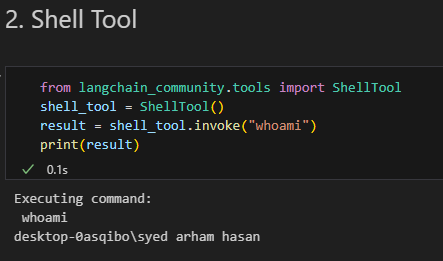 2. Shell Tool
from langchain_community.tools import ShellTool
shell_tool = ShellTool()
result = shell_tool.invoke("whoami")
print(result)
0.1s
Executing command:
whoami
desktop-0asqibo\syed arham hasan